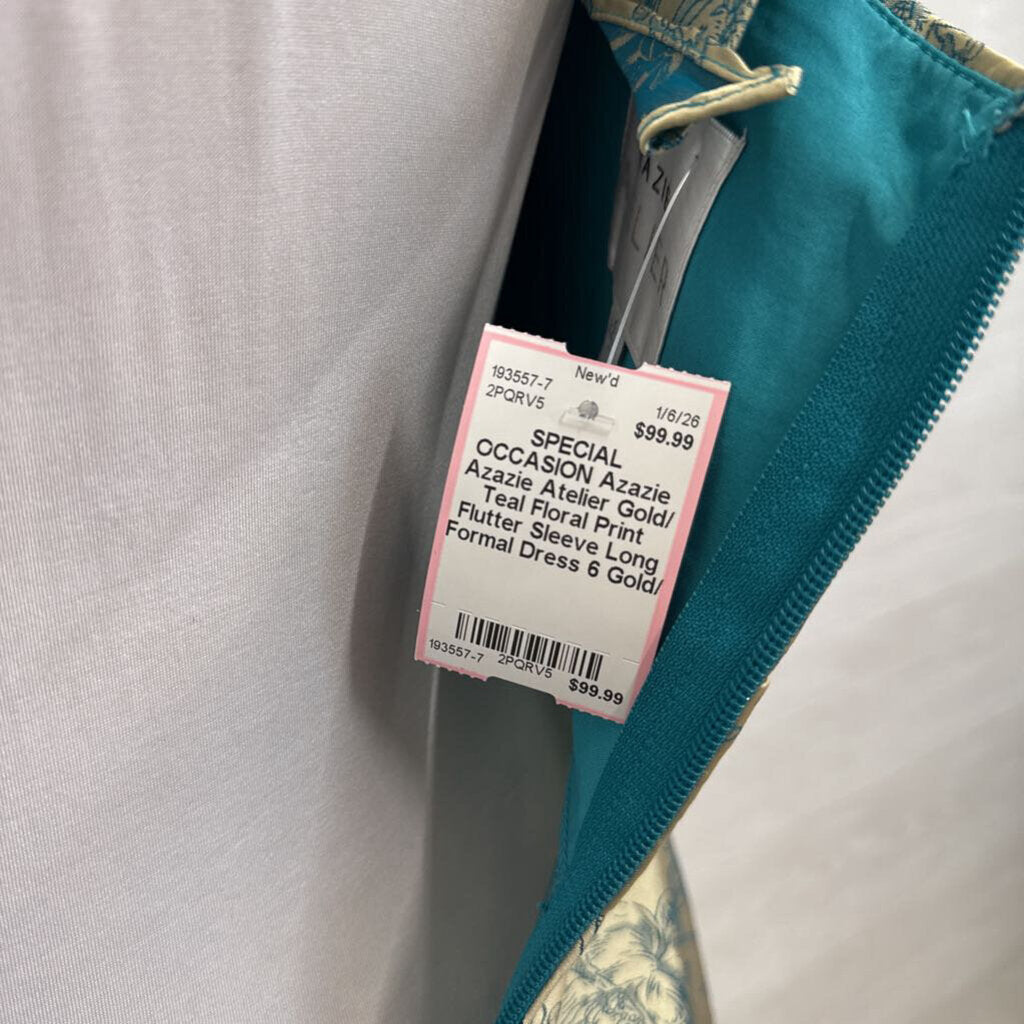 193557-7 New'd
2PQRV5 1/6/26
$99.99
SPECIAL
OCCASION Azazie
Azazie Atelier Gold/
Teal Floral Print
Flutter Sleeve Long
Formal Dress 6 Gold/
193557-7 2PQRV5 $99.99